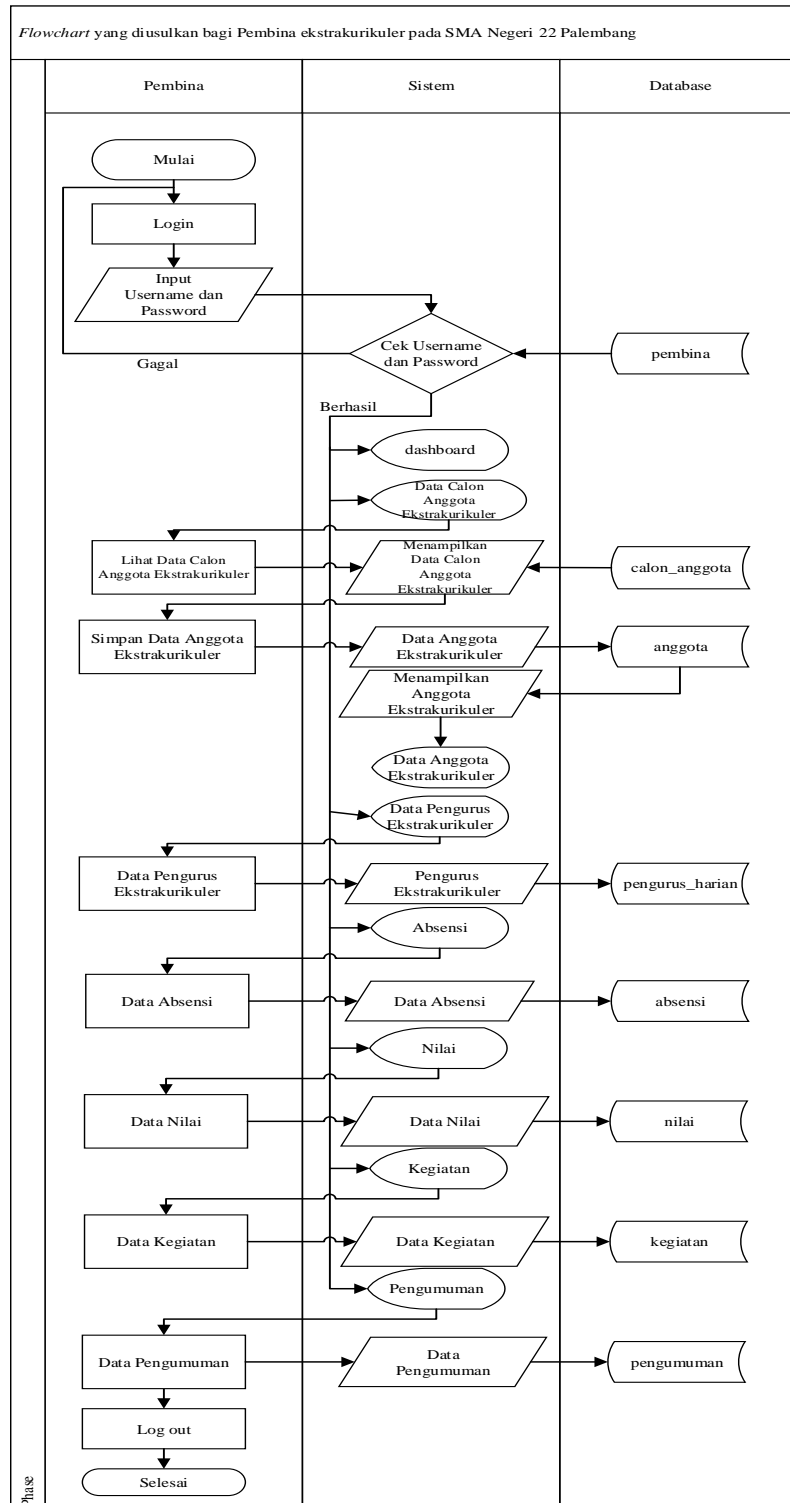 Flowchart yang diusulkan bagi Pembina ekstrakurikuler pada SMA Negeri 22 Palembang
Pembina
Sistem
Database
Mulai
Login
Input
Username dan
Password
Cek Username
dan Password
pembina
Gagal
Berhasil
dashboard
Data Calon
Anggota
Ekstrakurikuler
Lihat Data Calon
Anggota Ekstrakurikuler
Menampilkan
Data Calon
Anggota
Ekstrakurikuler
calon_anggota
Simpan Data Anggota
Ekstrakurikuler
Data Anggota
Ekstrakurikuler
anggota
Menampilkan
Anggota
Ekstrakurikuler
Data Anggota
Ekstrakurikuler
Data Pengurus
Ekstrakurikuler
Data Pengurus
Ekstrakurikuler
Pengurus
Ekstrakurikuler
pengurus_harian
Absensi
Data Absensi
Data Absensi
absensi
Nilai
Data Nilai
Data Nilai
nilai
Kegiatan
Data Kegiatan
Data Kegiatan
kegiatan
Pengumuman
Data Pengumuman
Data
Pengumuman
pengumuman
Log out
Selesai
Phase